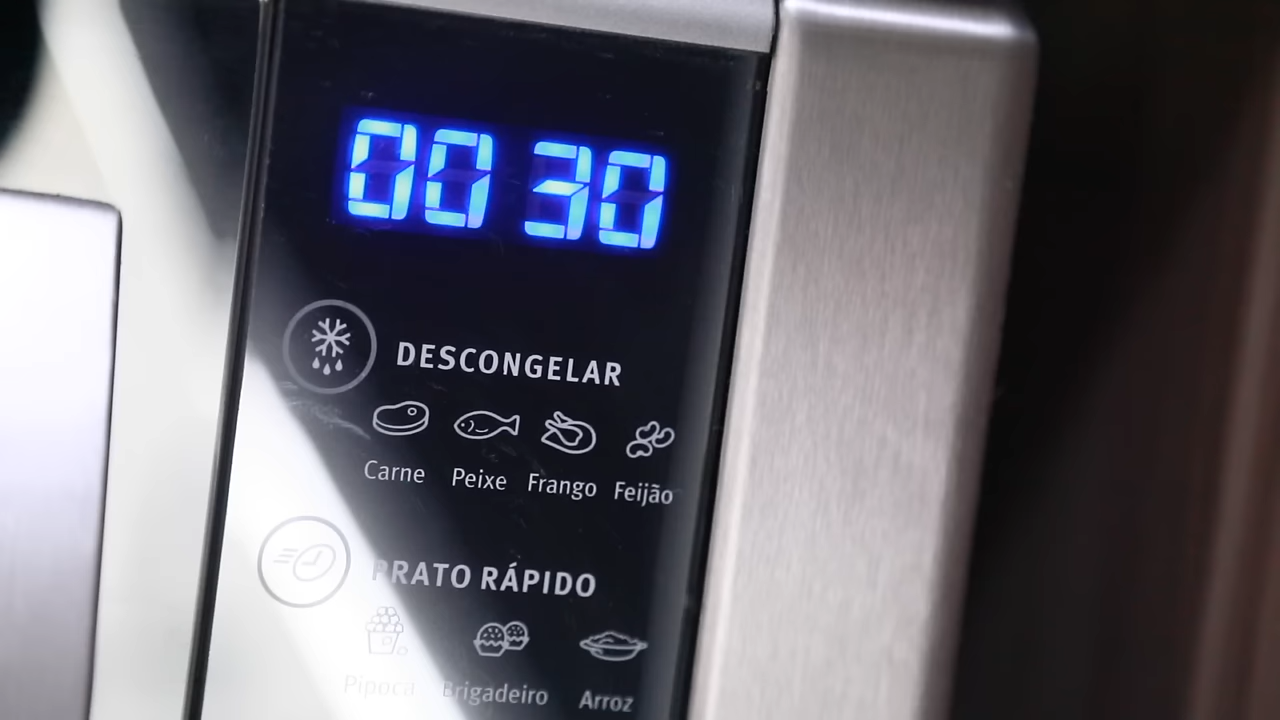 00 30
DESCONGELAR
Carne Peixe Frango Feijão
PRATO RÁPIDO
Pipoca Brigadeiro Arroz